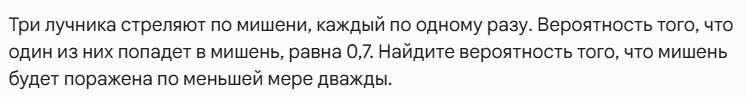 Три лучника стреляют по мишени, каждый по одному разу. Вероятность того, что
один из них попадет в мишень, равна 0,7. Найдите вероятность того, что мишень
будет поражена по меньшей мере дважды.